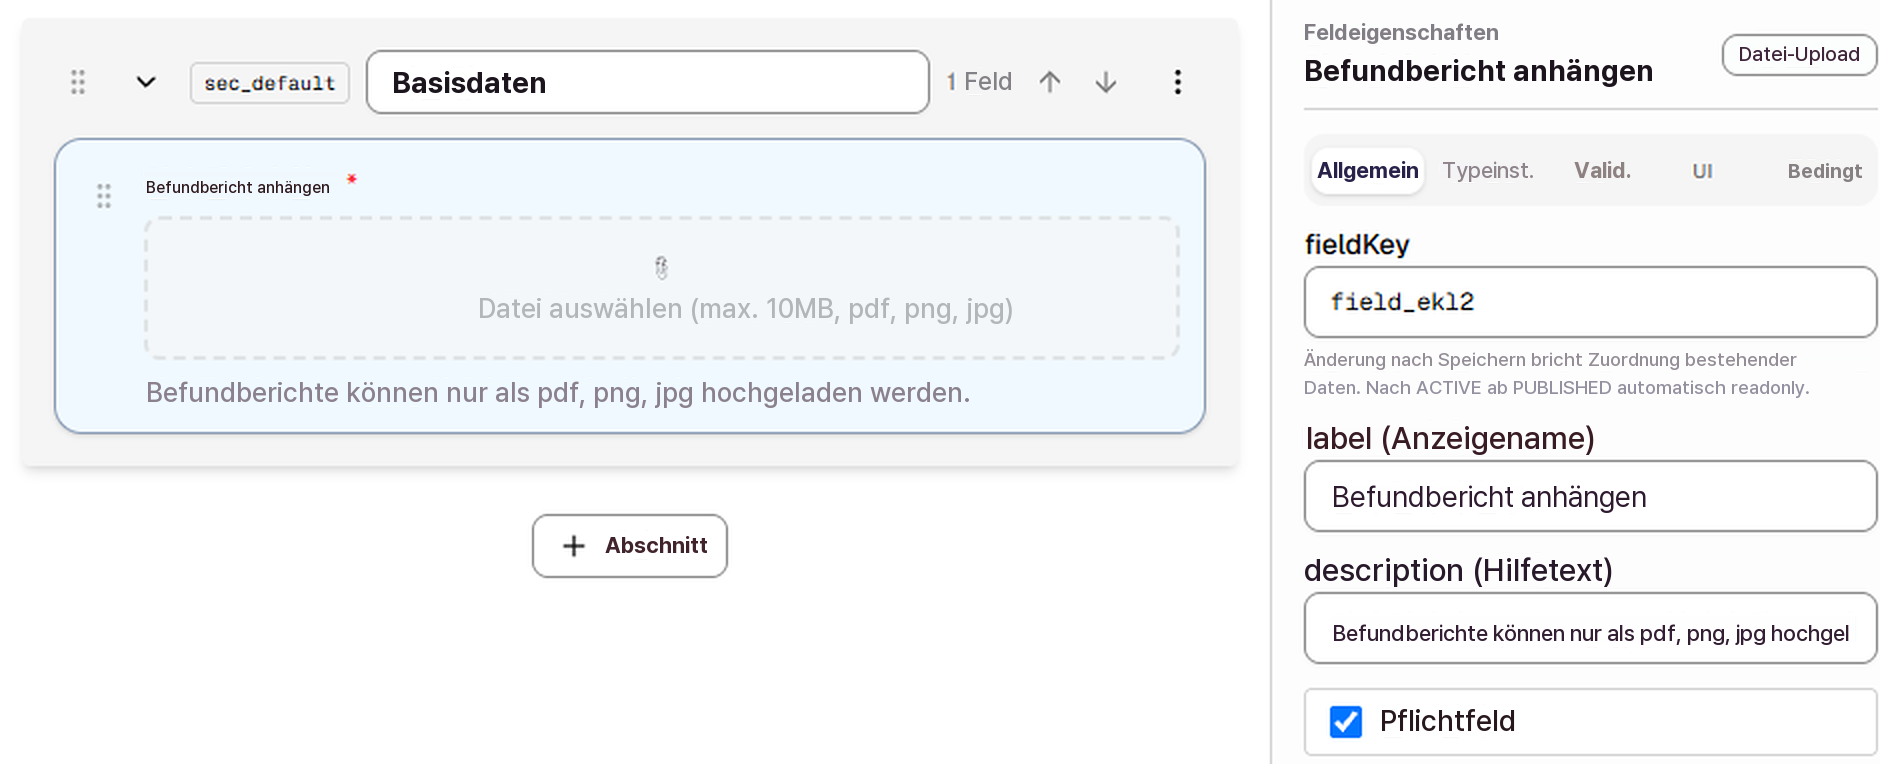 sec_default
Basisdaten
1 Feld
Befundbericht anhängen *
Datei auswählen (max. 10MB, pdf, png, jpg)
Befundberichte können nur als pdf, png, jpg hochgeladen werden.
+ Abschnitt
Feldeigenschaften
Befundbericht anhängen
Datei-Upload
Allgemein Typeinst. Valid. UI Bedingt
fieldKey
field_ekl2
Änderung nach Speichern bricht Zuordnung bestehender
Daten. Nach ACTIVE ab PUBLISHED automatisch readonly.
label (Anzeigename)
Befundbericht anhängen
description (Hilfetext)
Befundberichte können nur als pdf, png, jpg hochgel
Pflichtfeld